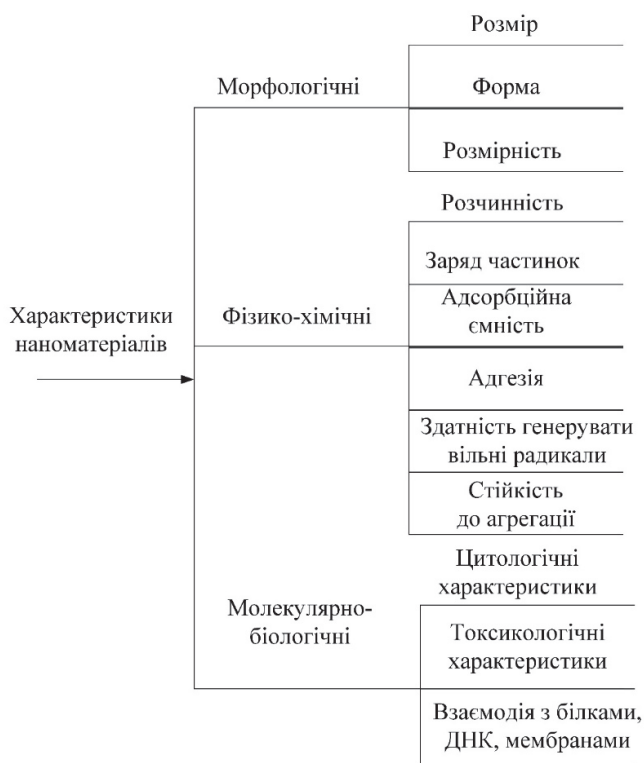 Розмір
Морфологічні
Форма
Розмірність
Розчинність
Заряд частинок
Характеристики
наноматеріалів
Фізико-хімічні
Адсорбційна
ємність
Адгезія
Здатність генерувати
вільні радикали
Стійкість
до агрегації
Молекулярно-
біологічні
Цитологічні
характеристики
Токсикологічні
характеристики
Взаємодія з білками,
ДНК, мембранами